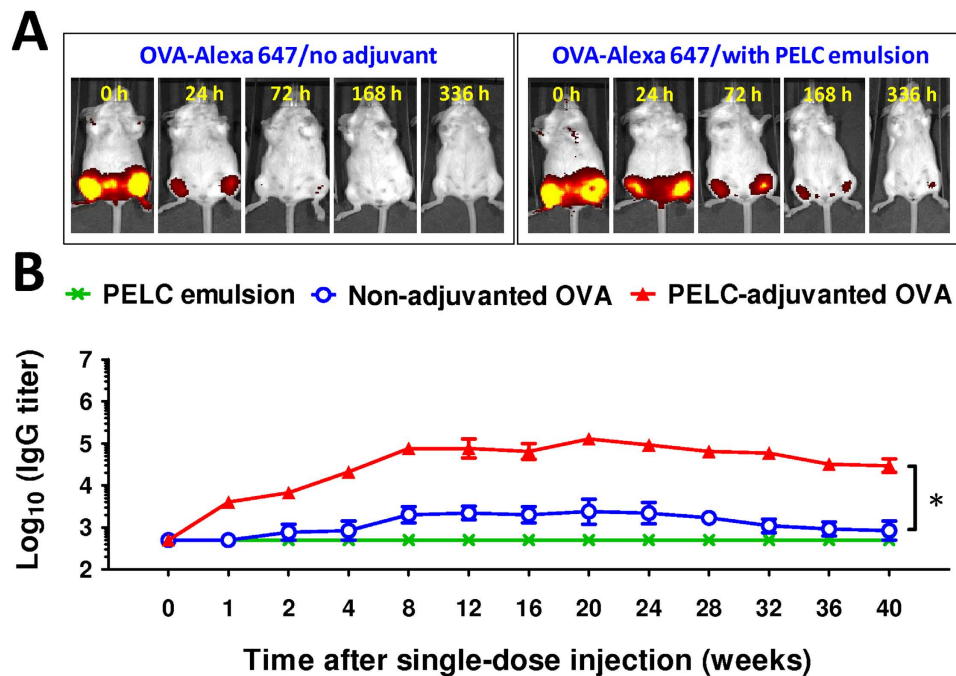 A
OVA-Alexa 647/no adjuvant
OVA-Alexa 647/with PELC emulsion
0 h 24 h 72 h 168 h 336 h
0 h 24 h 72 h 168 h 336 h
B
PELC emulsion Non-adjuvanted OVA PELC-adjuvanted OVA
Log10 (IgG titer)
7
6
5
4
3
2
*
0 1 2 4 8 12 16 20 24 28 32 36 40
Time after single-dose injection (weeks)